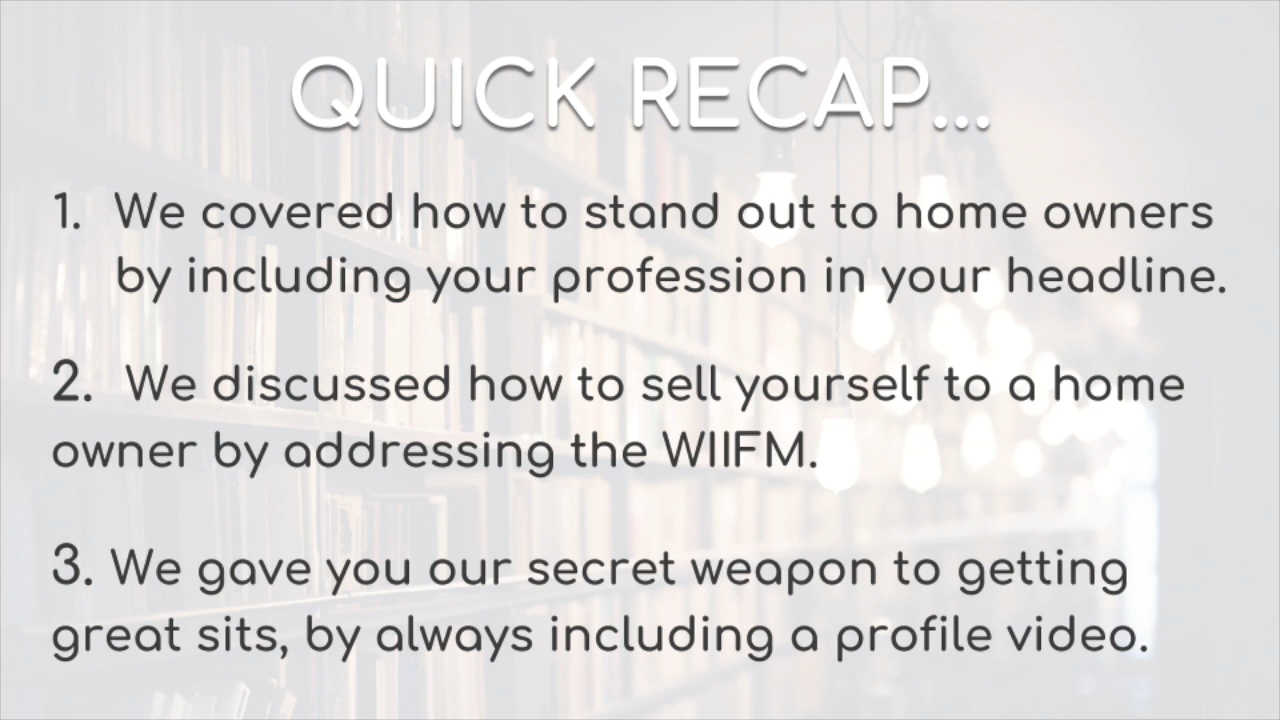 QUICK RECAP...
1. We covered how to stand out to home owners
by including your profession in your headline.
2. We discussed how to sell yourself to a home
owner by addressing the WIIFM.
3. We gave you our secret weapon to getting
great sits, by always including a profile video.